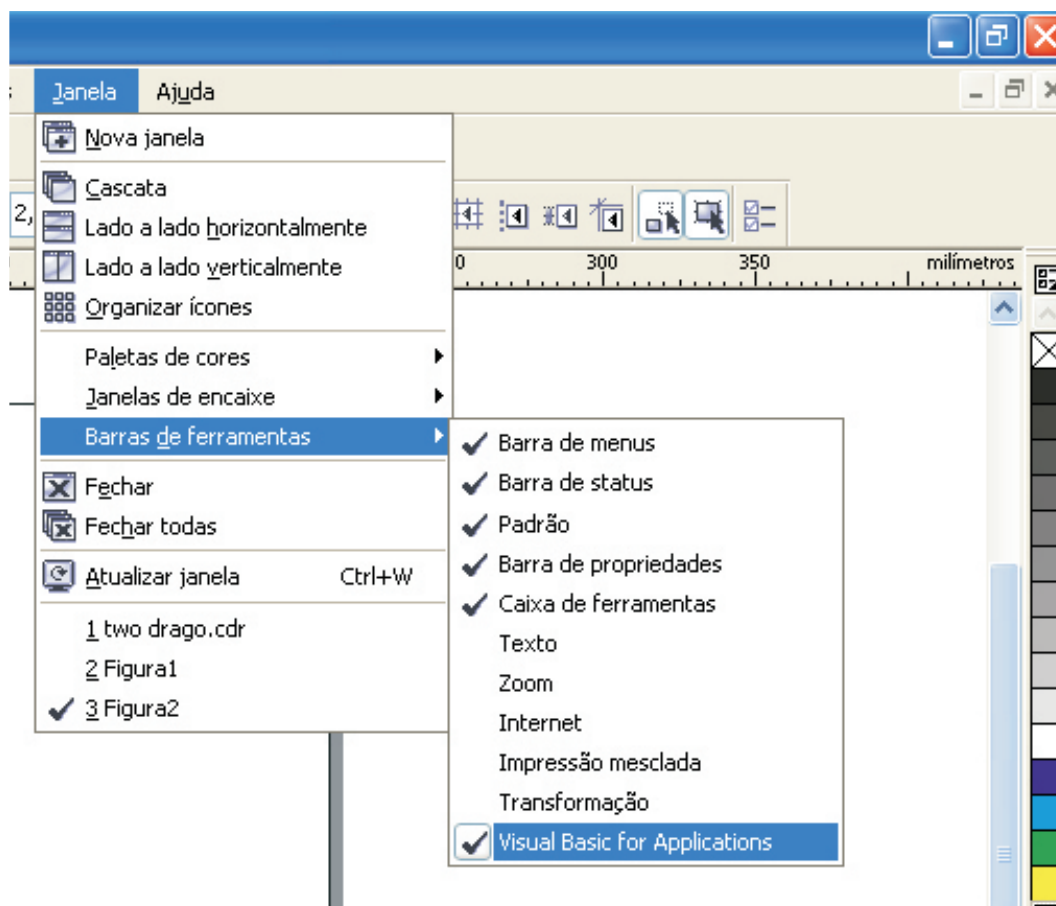 Janela Ajuda
Nova janela
Cascata
2,
Lado a lado horizontalmente
Lado a lado verticalmente
0 300 350 milímetros
Organizar ícones
Paletas de cores
Janelas de encaixe
Barras de ferramentas
Fechar
Fechar todas
Atualizar janela Ctrl+W
1 two drago.cdr
2 Figura1
3 Figura2
Barra de menus
Barra de status
Padrão
Barra de propriedades
Caixa de ferramentas
Texto
Zoom
Internet
Impressão mesclada
Transformação
Visual Basic for Applications